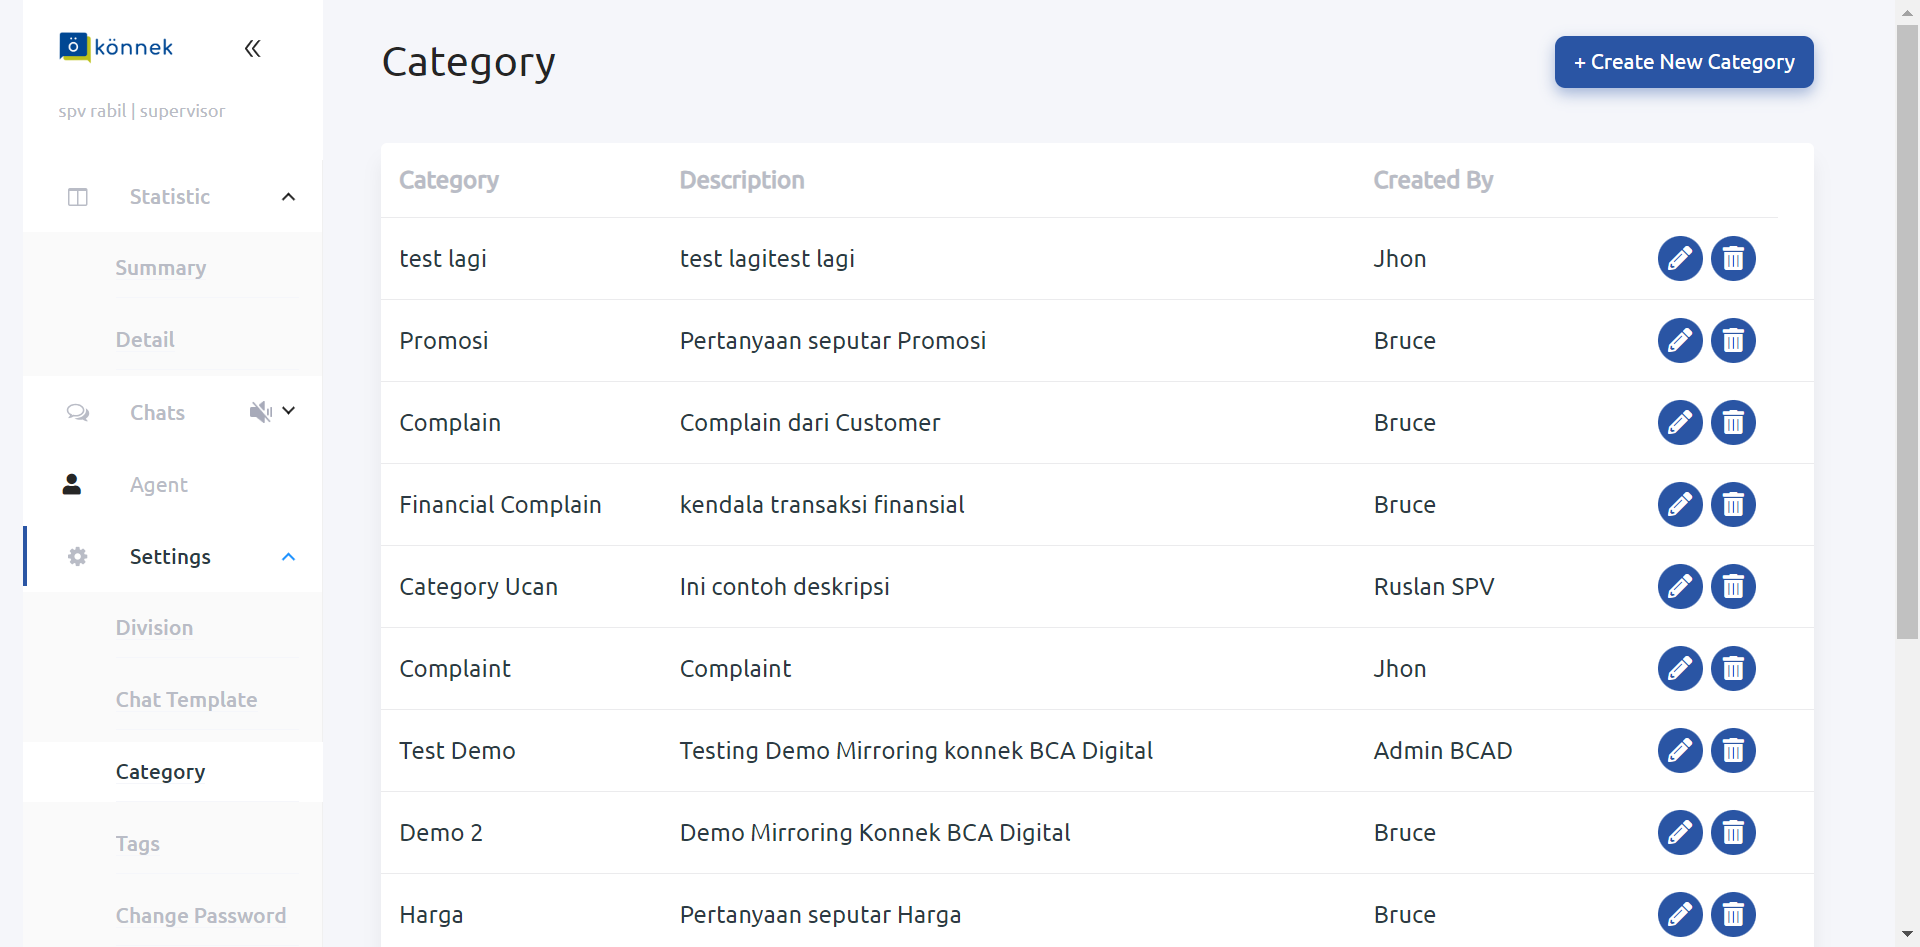 ö könnek
spv rabil | supervisor
Statistic
Summary
Detail
Chats
Agent
Settings
Division
Chat Template
Category
Tags
Change Password
Category
+ Create New Category
Category Description Created By
test lagi test lagitest lagi Jhon
Promosi Pertanyaan seputar Promosi Bruce
Complain Complain dari Customer Bruce
Financial Complain kendala transaksi finansial Bruce
Category Ucan Ini contoh deskripsi Ruslan SPV
Complaint Complaint Jhon
Test Demo Testing Demo Mirroring konnek BCA Digital Admin BCAD
Demo 2 Demo Mirroring Konnek BCA Digital Bruce
Harga Pertanyaan seputar Harga Bruce